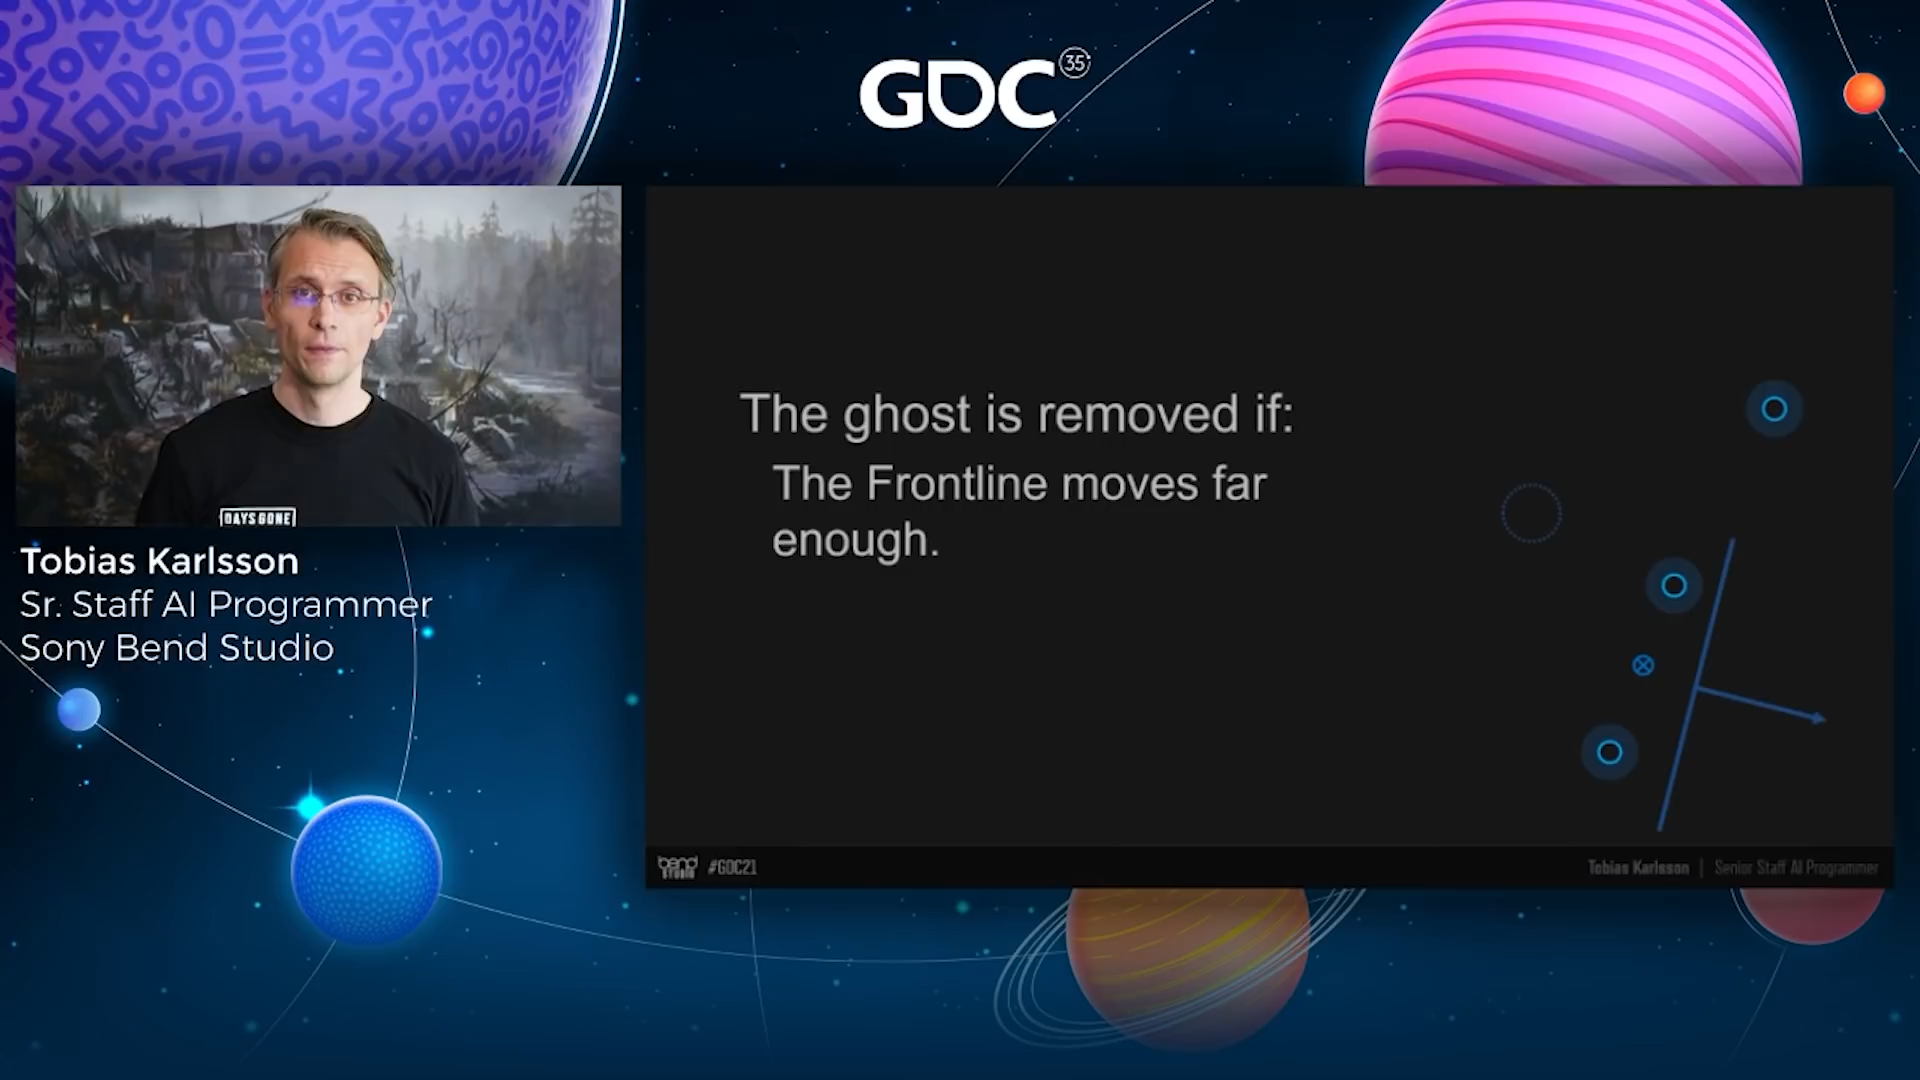 GDC 35
The ghost is removed if:
The Frontline moves far
enough.
DAYS GONE
Tobias Karlsson
Sr. Staff AI Programmer
Sony Bend Studio
bend STUDIO #GDC21
Tobias Karlsson | Senior Staff AI Programmer